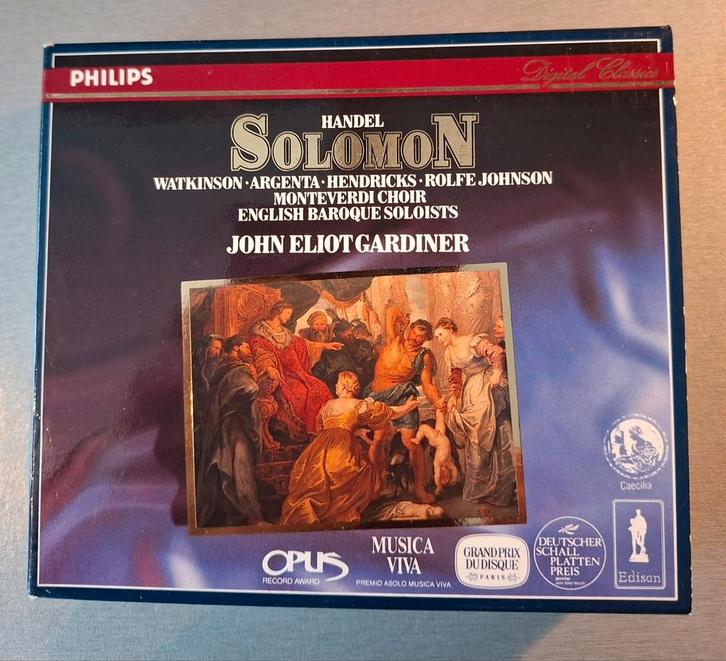 PHILIPS
Digital Classics
HANDEL
SOLOMON
WATKINSON · ARGENTA · HENDRICKS · ROLFE JOHNSON
MONTEVERDI CHOIR
ENGLISH BAROQUE SOLOISTS
JOHN ELIOT GARDINER
Caecilia
OPUS
RECORD AWARD
MUSICA
VIVA
PREMIO ASOLO MUSICA VIVA
GRAND PRIX
DU DISQUE
PARIS
DEUTSCHER
SCHALL
PLATTEN
PREIS
Edison